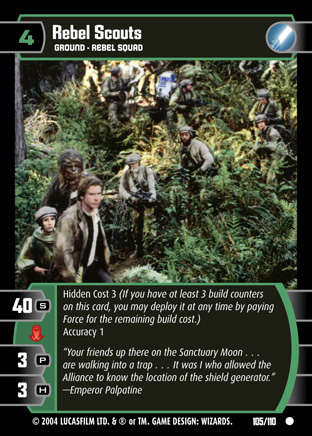 4
Rebel Scouts
GROUND • REBEL SQUAD
40 S
Hidden Cost 3 (If you have at least 3 build counters
on this card, you may deploy it at any time by paying
Force for the remaining build cost.)
Accuracy 1
3 P
3 H
“Your friends up there on the Sanctuary Moon . . .
are walking into a trap . . . It was I who allowed the
Alliance to know the location of the shield generator.”
—Emperor Palpatine
© 2004 LUCASFILM LTD. & ® or TM. GAME DESIGN: WIZARDS.
105/110